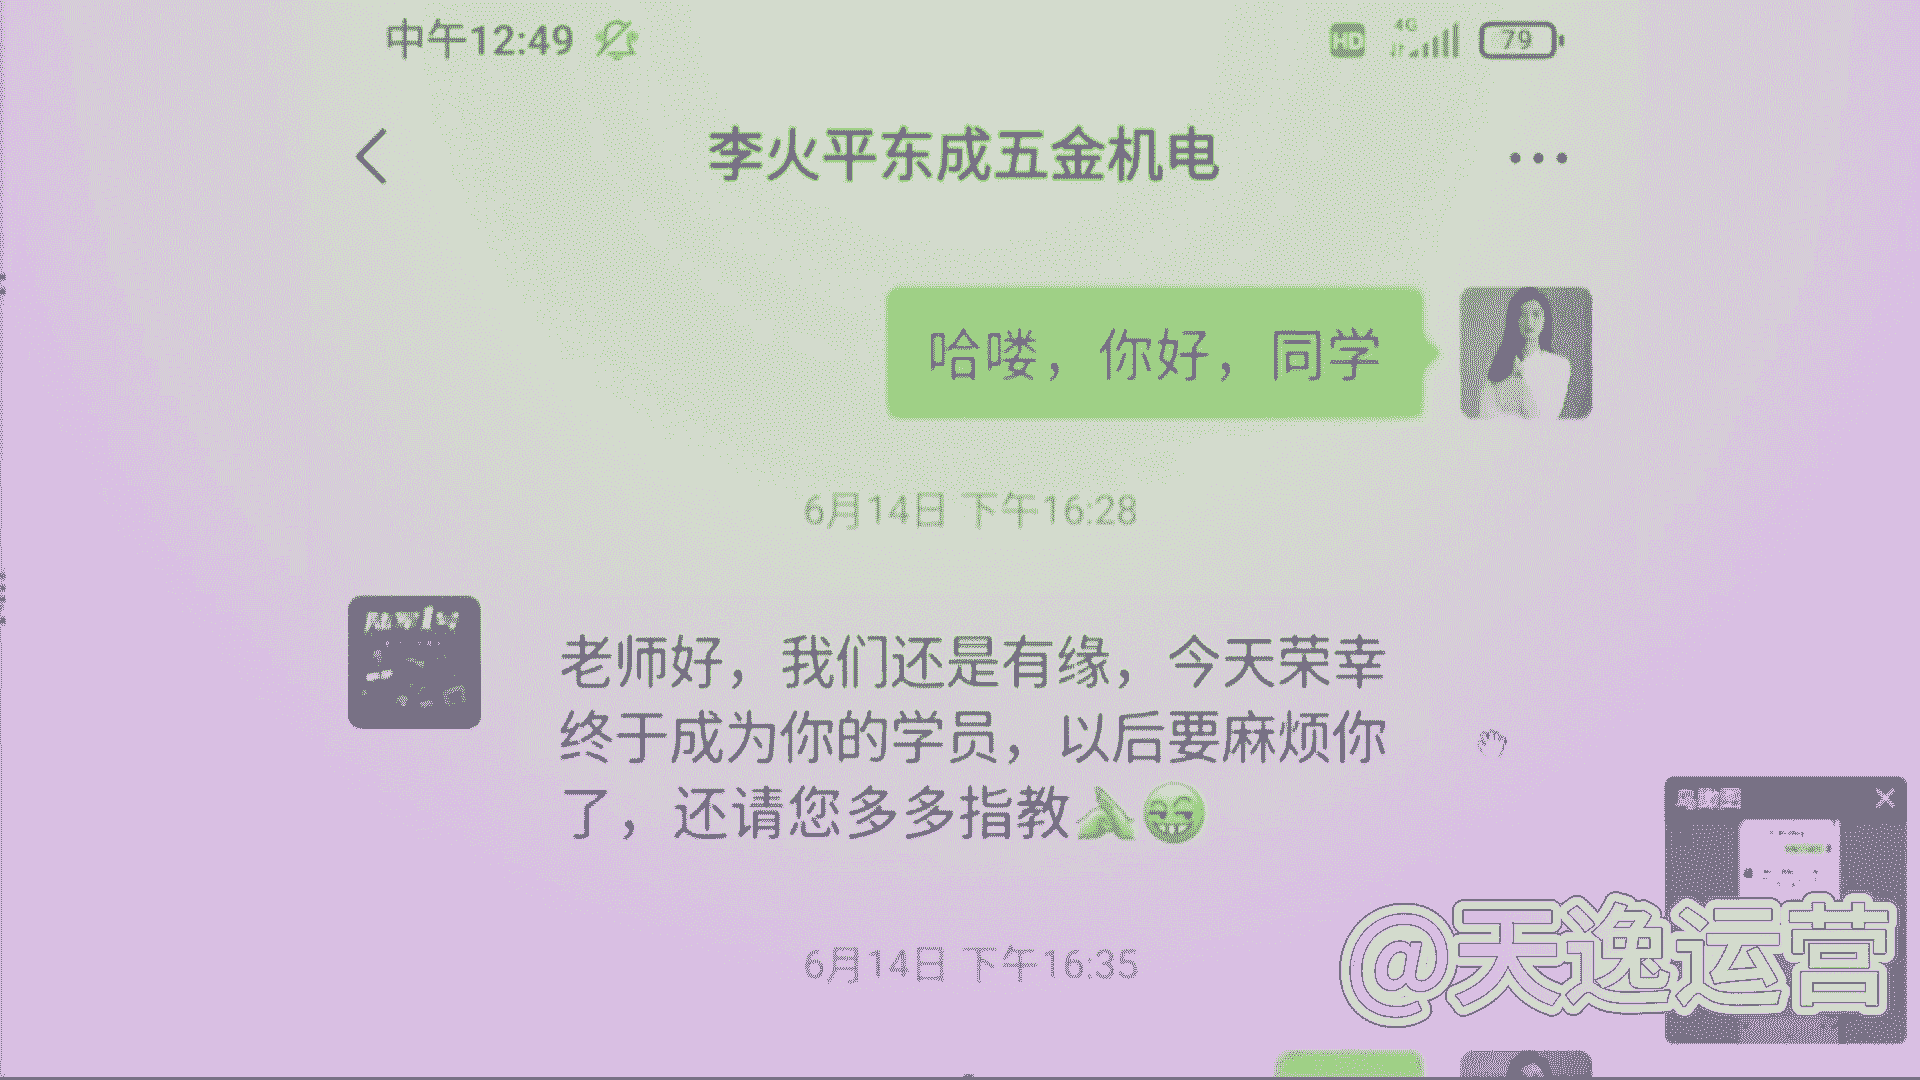 中午12:49
HD 4G 79
李火平东成五金机电
哈喽，你好，同学
6月14日 下午16:28
老师好，我们还是有缘，今天荣幸
终于成为你的学员，以后要麻烦你
了，还请您多多指教
6月14日 下午16:35
鸟瞰图
@天逸运营